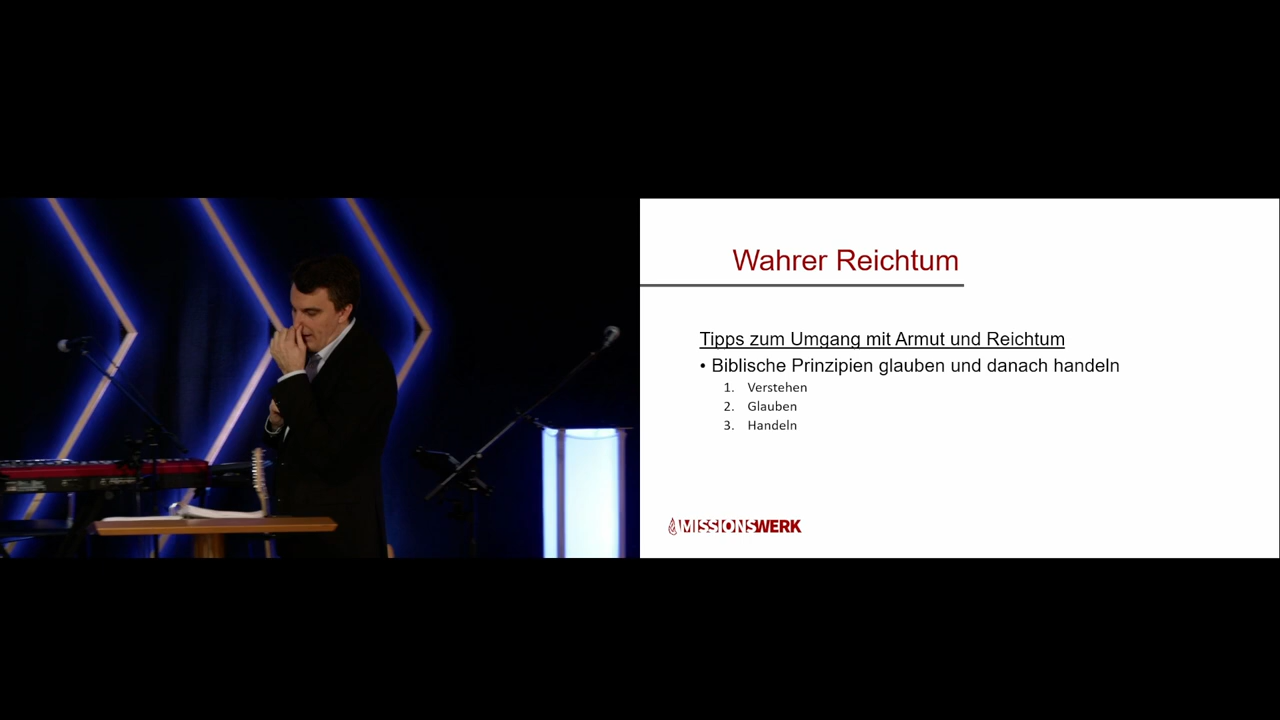 Wahrer Reichtum
Tipps zum Umgang mit Armut und Reichtum
• Biblische Prinzipien glauben und danach handeln
1. Verstehen
2. Glauben
3. Handeln
MISSIONSWERK